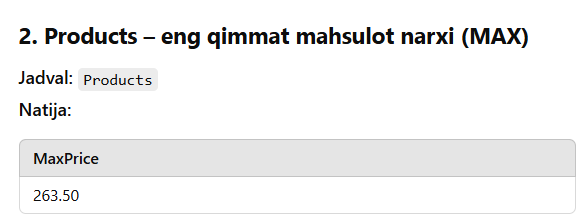 2. Products – eng qimmat mahsulot narxi (MAX)
Jadval: Products
Natija:
MaxPrice
263.50